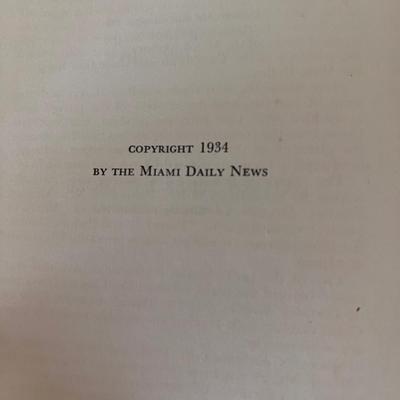 COPYRIGHT 1934
BY THE MIAMI DAILY NEWS